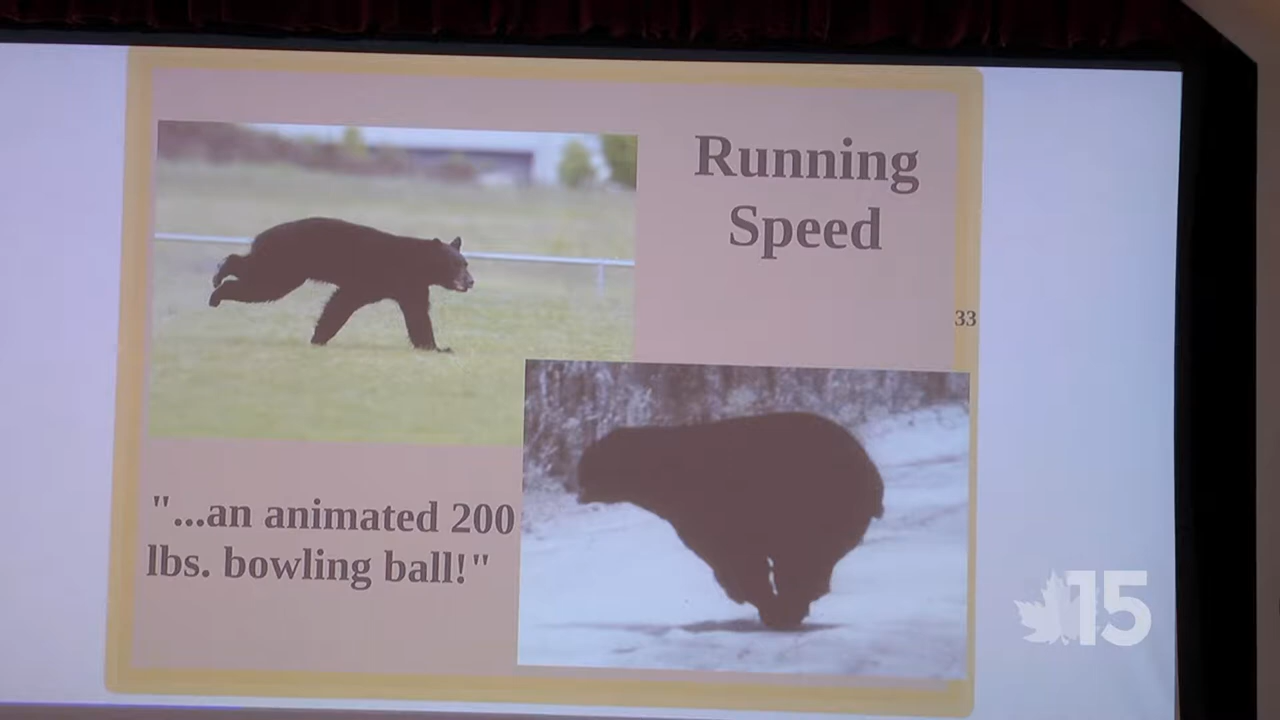 Running
Speed
33
"...an animated 200
lbs. bowling ball!"
15